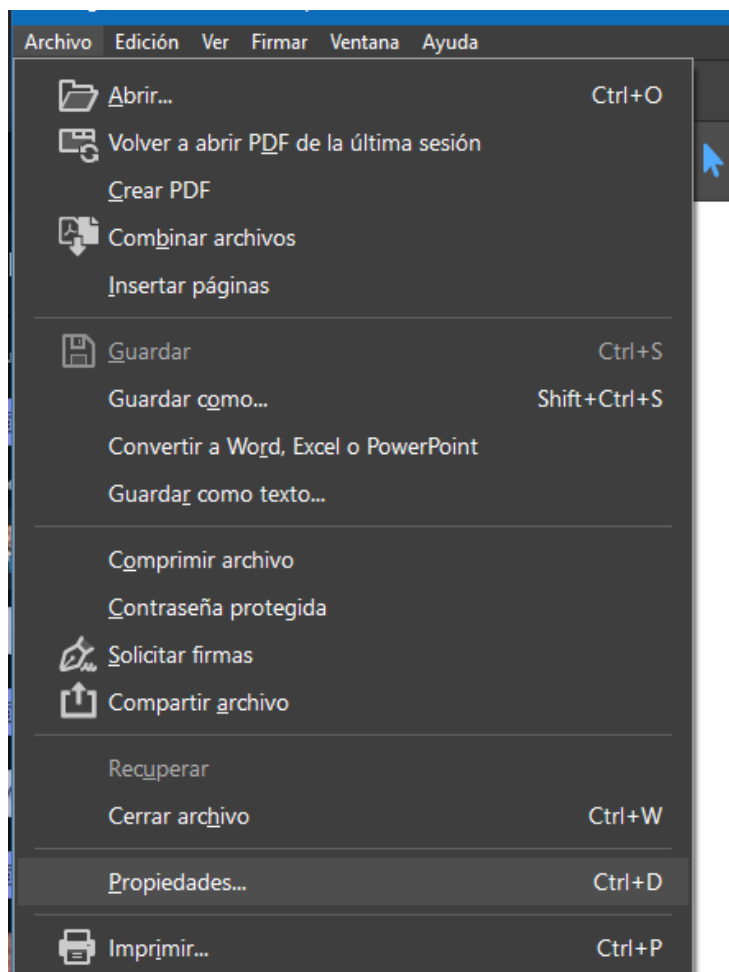 Archivo Edición Ver Firmar Ventana Ayuda
Abrir... Ctrl+O
Volver a abrir PDF de la última sesión
Crear PDF
Combinar archivos
Insertar páginas
Guardar Ctrl+S
Guardar como... Shift+Ctrl+S
Convertir a Word, Excel o PowerPoint
Guardar como texto...
Comprimir archivo
Contraseña protegida
Solicitar firmas
Compartir archivo
Recuperar
Cerrar archivo Ctrl+W
Propiedades... Ctrl+D
Imprimir... Ctrl+P